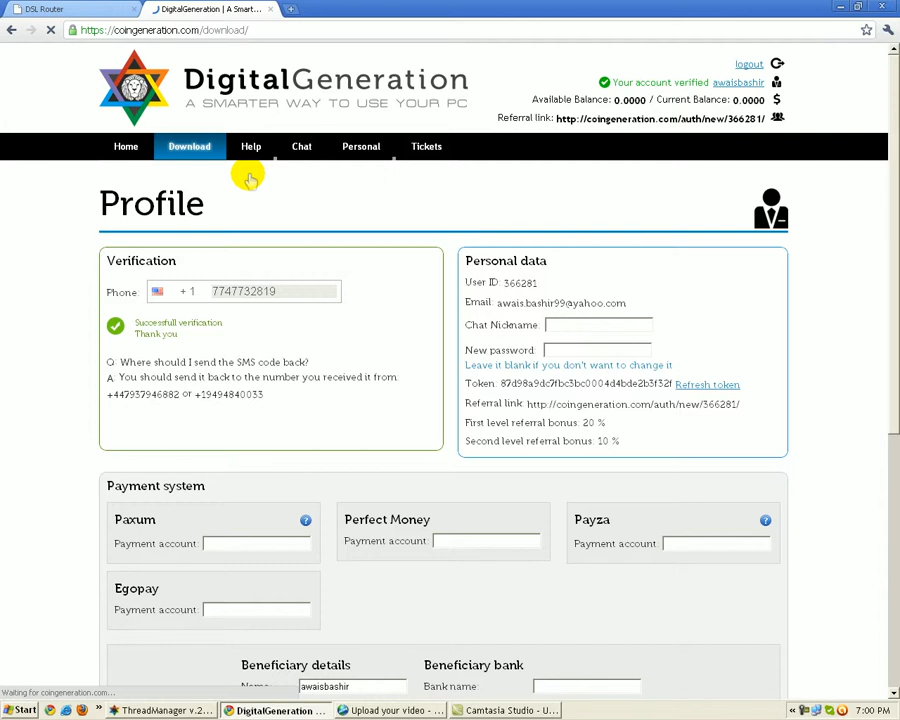 DSL Router
DigitalGeneration | A Smart...
https://coingeneration.com/download/
DigitalGeneration
A SMARTER WAY TO USE YOUR PC
logout
Your account verified awaisbashir
Available Balance: 0.0000 / Current Balance: 0.0000
Referral link: http://coingeneration.com/auth/new/366281/
Home Download Help Chat Personal Tickets
Profile
Verification
Phone: + 1 7747732819
Successfull verification
Thank you
Q: Where should I send the SMS code back?
A: You should send it back to the number you received it from.
+447937946882 or +19494840033
Personal data
User ID: 366281
Email: awais.bashir99@yahoo.com
Chat Nickname:
New password:
Leave it blank if you don't want to change it
Token: 87d98a9dc7fbc3bc0004d4bde2b3f32f Refresh token
Referral link: http://coingeneration.com/auth/new/366281/
First level referral bonus: 20 %
Second level referral bonus: 10 %
Payment system
Paxum
Payment account:
Perfect Money
Payment account:
Payza
Payment account:
Egopay
Payment account:
Beneficiary details
Name: awaisbashir
Beneficiary bank
Bank name:
Waiting for coingeneration.com...
Start
ThreadManager v.2...
DigitalGeneration ...
Upload your video - ...
Camtasia Studio - U...
7:00 PM